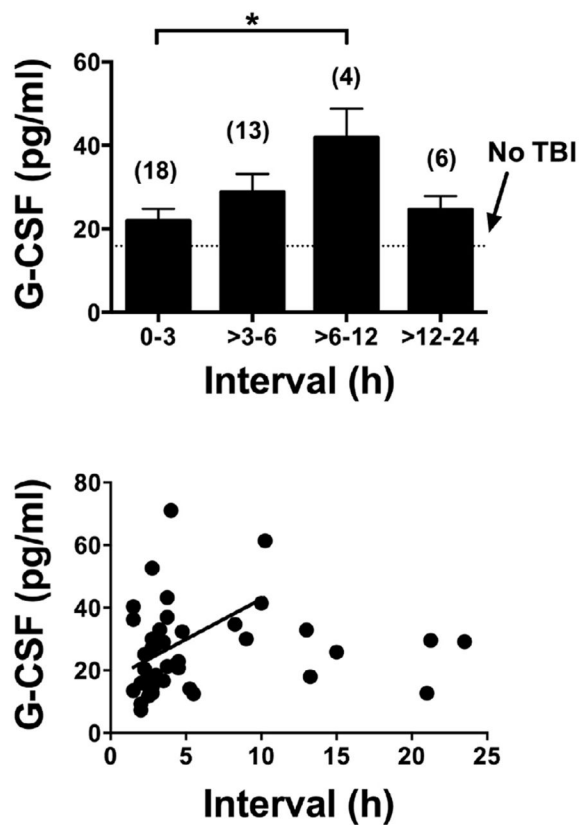 *
60
(4)
(13)
No TBI
40
(18)
(6)
20
0
G-CSF (pg/ml)
0-3 >3-6 >6-12 >12-24
Interval (h)
80
60
40
20
0
G-CSF (pg/ml)
0 5 10 15 20 25
Interval (h)